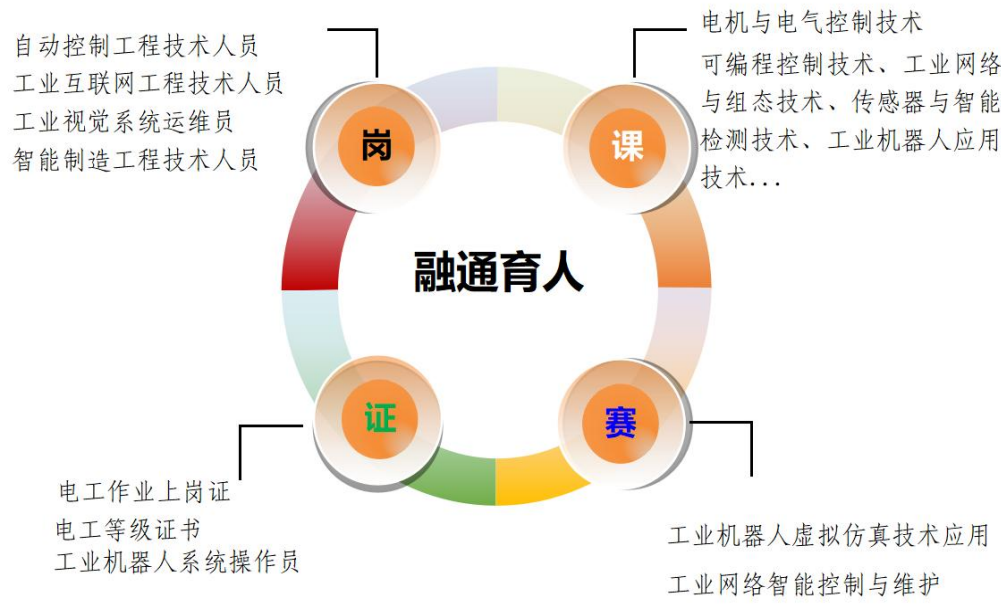 自动控制工程技术人员
工业互联网工程技术人员
工业视觉系统运维员
智能制造工程技术人员
岗
电机与电气控制技术
可编程控制技术、工业网络
与组态技术、传感器与智能
检测技术、工业机器人应用
技术...
课
融通育人
证
电工作业上岗证
电工等级证书
工业机器人系统操作员
赛
工业机器人虚拟仿真技术应用
工业网络智能控制与维护